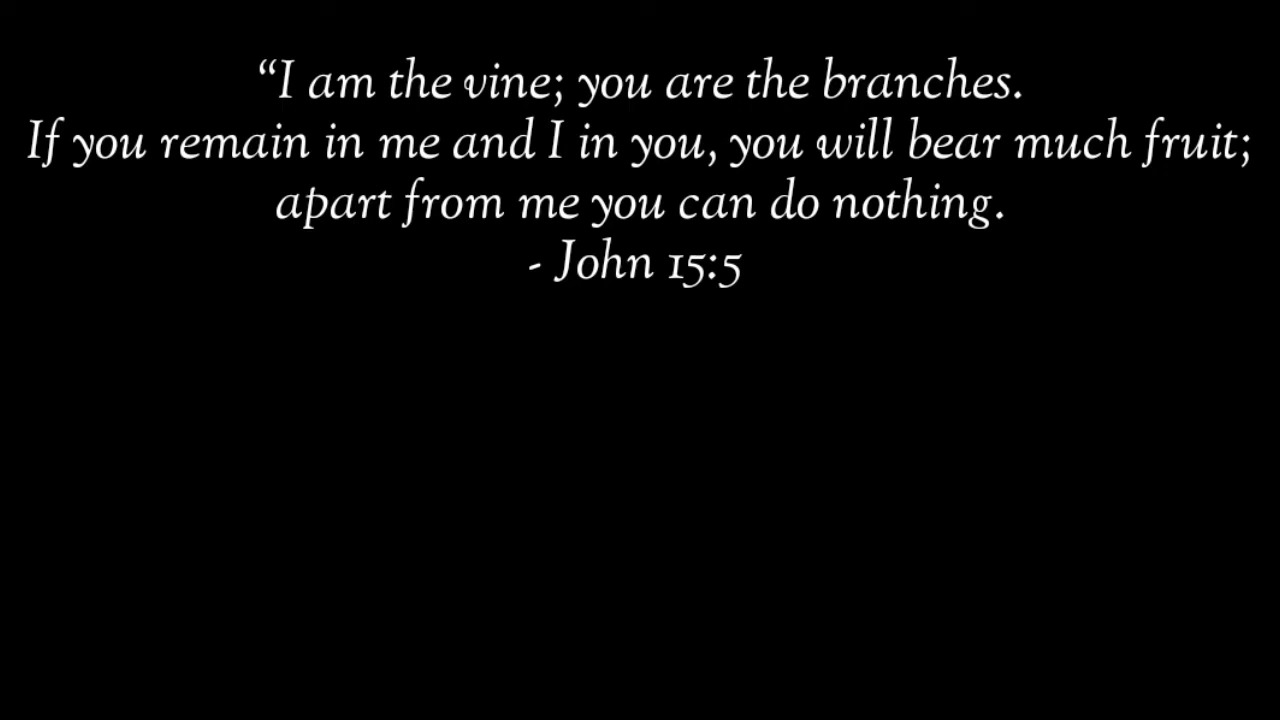 “I am the vine; you are the branches.
If you remain in me and I in you, you will bear much fruit;
apart from me you can do nothing.
- John 15:5